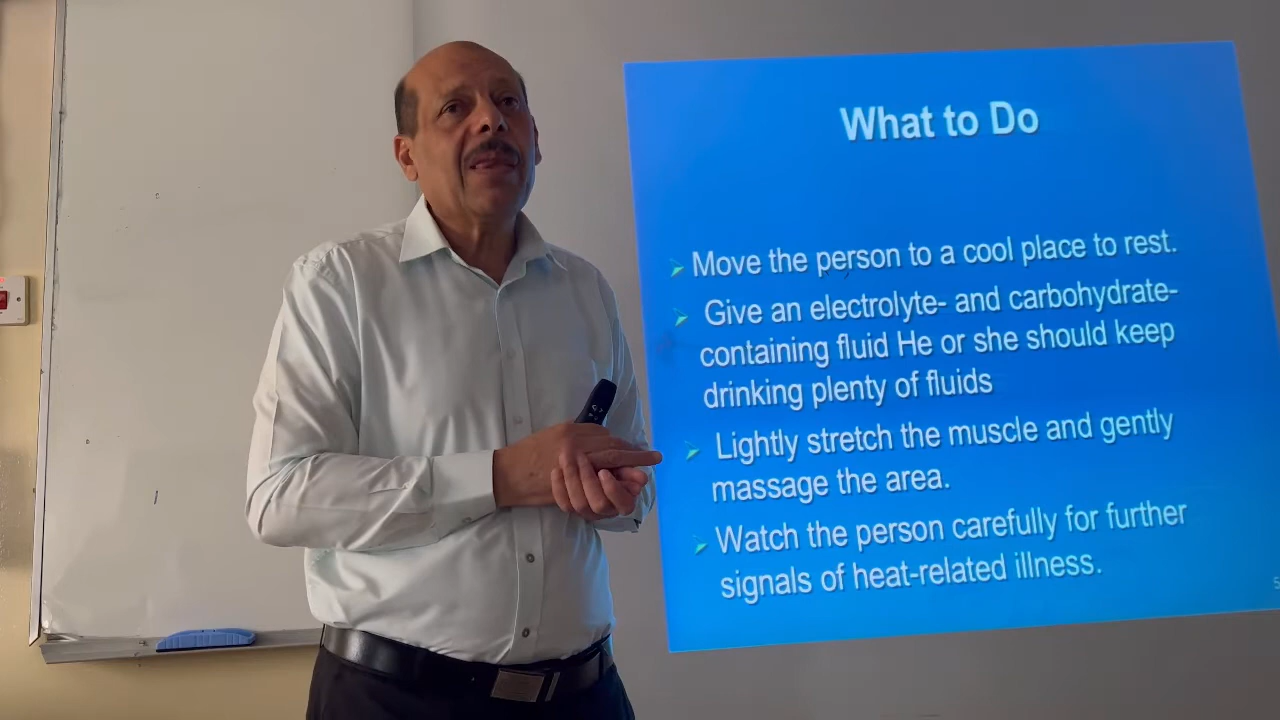 What to Do
Move the person to a cool place to rest.
Give an electrolyte- and carbohydrate-
containing fluid He or she should keep
drinking plenty of fluids
Lightly stretch the muscle and gently
massage the area.
Watch the person carefully for further
signals of heat-related illness.